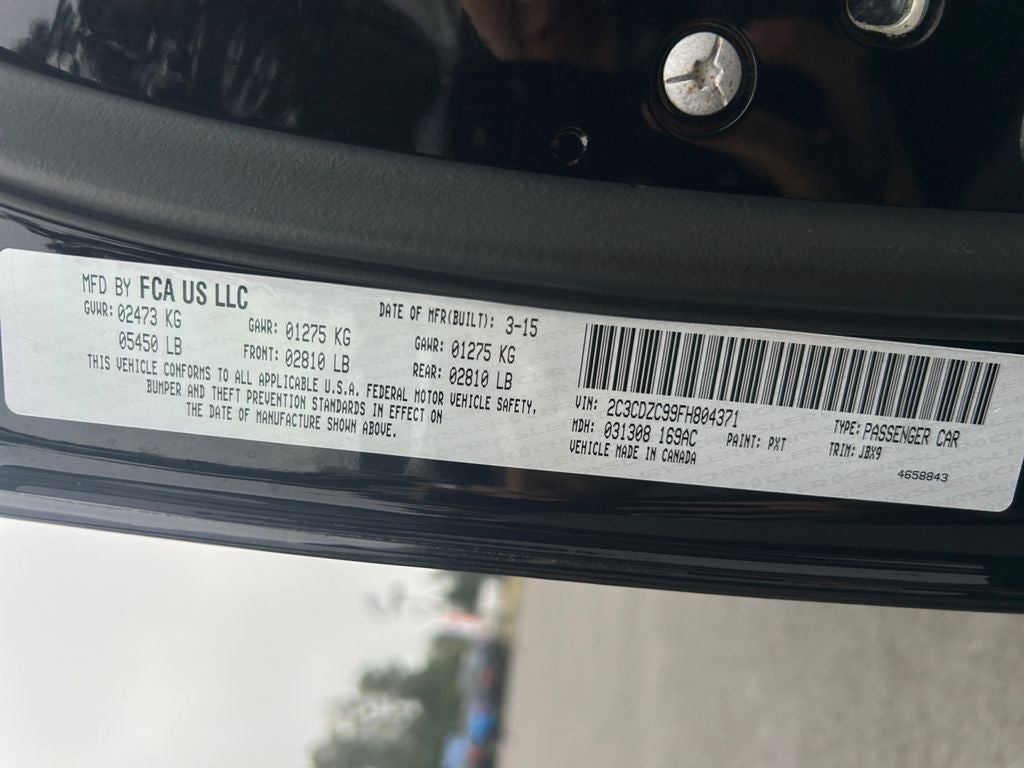 MFD BY FCA US LLC
DATE OF MFR(BUILT): 3-15
GVWR: 02473 KG
GAWR: 01275 KG
GAWR: 01275 KG
05450 LB
FRONT: 02810 LB
REAR: 02810 LB
THIS VEHICLE CONFORMS TO ALL APPLICABLE U.S.A. FEDERAL MOTOR VEHICLE SAFETY,
BUMPER AND THEFT PREVENTION STANDARDS IN EFFECT ON
THE DATE OF MANUFACTURE SHOWN ABOVE.
VIN: 2C3CDZC99FH804371
TYPE: PASSENGER CAR
MDH: 031308 169AC
PAINT: PXT
TRIM: JBX9
VEHICLE MADE IN CANADA
4658843